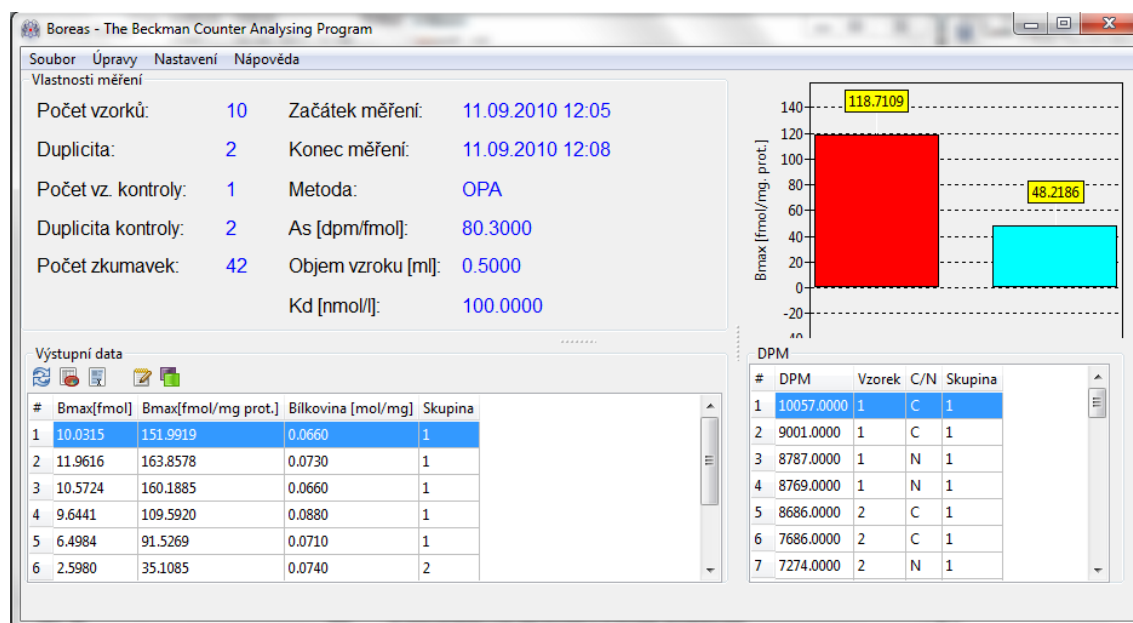 Boreas - The Beckman Counter Analysing Program
Soubor Úpravy Nastavení Nápověda
Vlastnosti měření
Počet vzorků: 10 Začátek měření: 11.09.2010 12:05
Duplicita: 2 Konec měření: 11.09.2010 12:08
Počet vz. kontroly: 1 Metoda: OPA
Duplicita kontroly: 2 As [dpm/fmol]: 80.3000
Počet zkumavek: 42 Objem vzroku [ml]: 0.5000
Kd [nmol/l]: 100.0000
Bmax [fmol/mg. prot.]
140
120
100
80
60
40
20
0
-20
118.7109
48.2186
Výstupní data
# Bmax[fmol] Bmax[fmol/mg prot.] Bílkovina [mol/mg] Skupina
1 10.0315 151.9919 0.0660 1
2 11.9616 163.8578 0.0730 1
3 10.5724 160.1885 0.0660 1
4 9.6441 109.5920 0.0880 1
5 6.4984 91.5269 0.0710 1
6 2.5980 35.1085 0.0740 2
DPM
# DPM Vzorek C/N Skupina
1 10057.0000 1 C 1
2 9001.0000 1 C 1
3 8787.0000 1 N 1
4 8769.0000 1 N 1
5 8686.0000 2 C 1
6 7686.0000 2 C 1
7 7274.0000 2 N 1